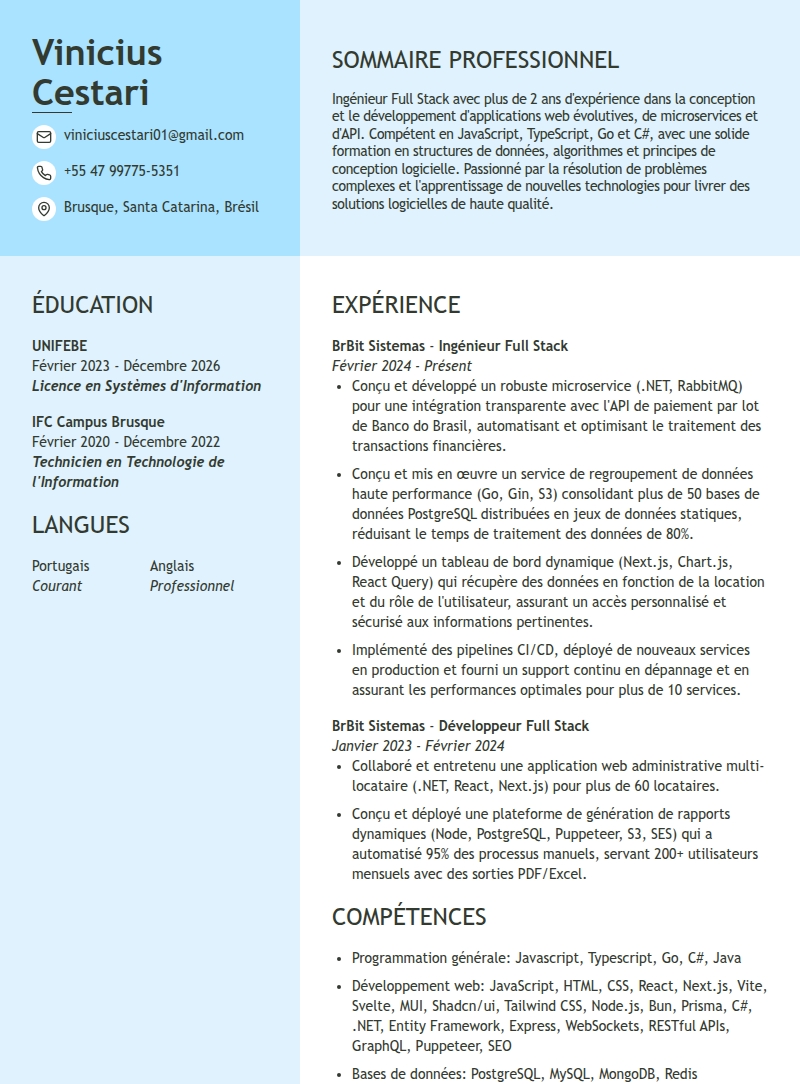 Vinicius
Cestari
viniciuscestari01@gmail.com
+55 47 99775-5351
Brusque, Santa Catarina, Brésil
SOMMAIRE PROFESSIONNEL
Ingénieur Full Stack avec plus de 2 ans d'expérience dans la conception
et le développement d'applications web évolutives, de microservices et
d'API. Compétent en JavaScript, TypeScript, Go et C#, avec une solide
formation en structures de données, algorithmes et principes de
conception logicielle. Passionné par la résolution de problèmes
complexes et l'apprentissage de nouvelles technologies pour livrer des
solutions logicielles de haute qualité.
ÉDUCATION
UNIFEBE
Février 2023 - Décembre 2026
Licence en Systèmes d'Information
IFC Campus Brusque
Février 2020 - Décembre 2022
Technicien en Technologie de
l'Information
LANGUES
Portugais Anglais
Courant Professionnel
EXPÉRIENCE
BrBit Sistemas - Ingénieur Full Stack
Février 2024 - Présent
• Conçu et développé un robuste microservice (.NET, RabbitMQ)
pour une intégration transparente avec l'API de paiement par lot
de Banco do Brasil, automatisant et optimisant le traitement des
transactions financières.
• Conçu et mis en œuvre un service de regroupement de données
haute performance (Go, Gin, S3) consolidant plus de 50 bases de
données PostgreSQL distribuées en jeux de données statiques,
réduisant le temps de traitement des données de 80%.
• Développé un tableau de bord dynamique (Next.js, Chart.js,
React Query) qui récupère des données en fonction de la location
et du rôle de l'utilisateur, assurant un accès personnalisé et
sécurisé aux informations pertinentes.
• Implémenté des pipelines CI/CD, déployé de nouveaux services
en production et fourni un support continu en dépannage et en
assurant les performances optimales pour plus de 10 services.
BrBit Sistemas - Développeur Full Stack
Janvier 2023 - Février 2024
• Collaboré et entretenu une application web administrative multi-
locataire (.NET, React, Next.js) pour plus de 60 locataires.
• Conçu et déployé une plateforme de génération de rapports
dynamiques (Node, PostgreSQL, Puppeteer, S3, SES) qui a
automatisé 95% des processus manuels, servant 200+ utilisateurs
mensuels avec des sorties PDF/Excel.
COMPÉTENCES
• Programmation générale: Javascript, Typescript, Go, C#, Java
• Développement web: JavaScript, HTML, CSS, React, Next.js, Vite,
Svelte, MUI, Shadcn/ui, Tailwind CSS, Node.js, Bun, Prisma, C#,
.NET, Entity Framework, Express, WebSockets, RESTful APIs,
GraphQL, Puppeteer, SEO
• Bases de données: PostgreSQL, MySQL, MongoDB, Redis